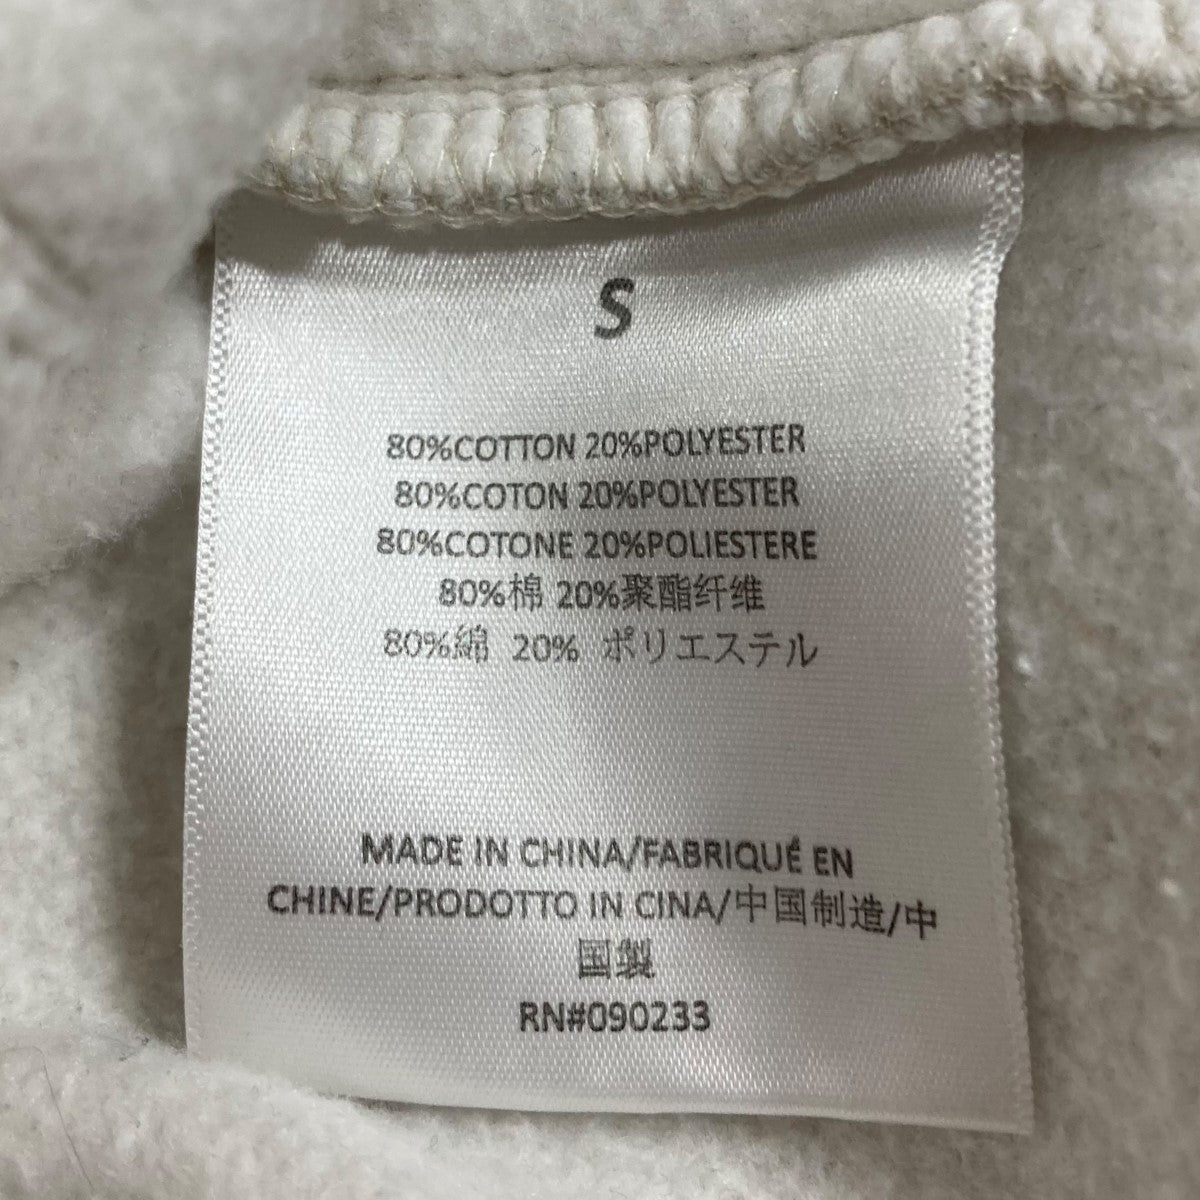 S
80%COTTON 20%POLYESTER
80%COTON 20%POLYESTER
80%COTONE 20%POLIESTERE
80%棉 20%聚酯纤维
80%綿 20% ポリエステル
MADE IN CHINA/FABRIQUÉ EN
CHINE/PRODOTTO IN CINA/中国制造/中
国製
RN#090233